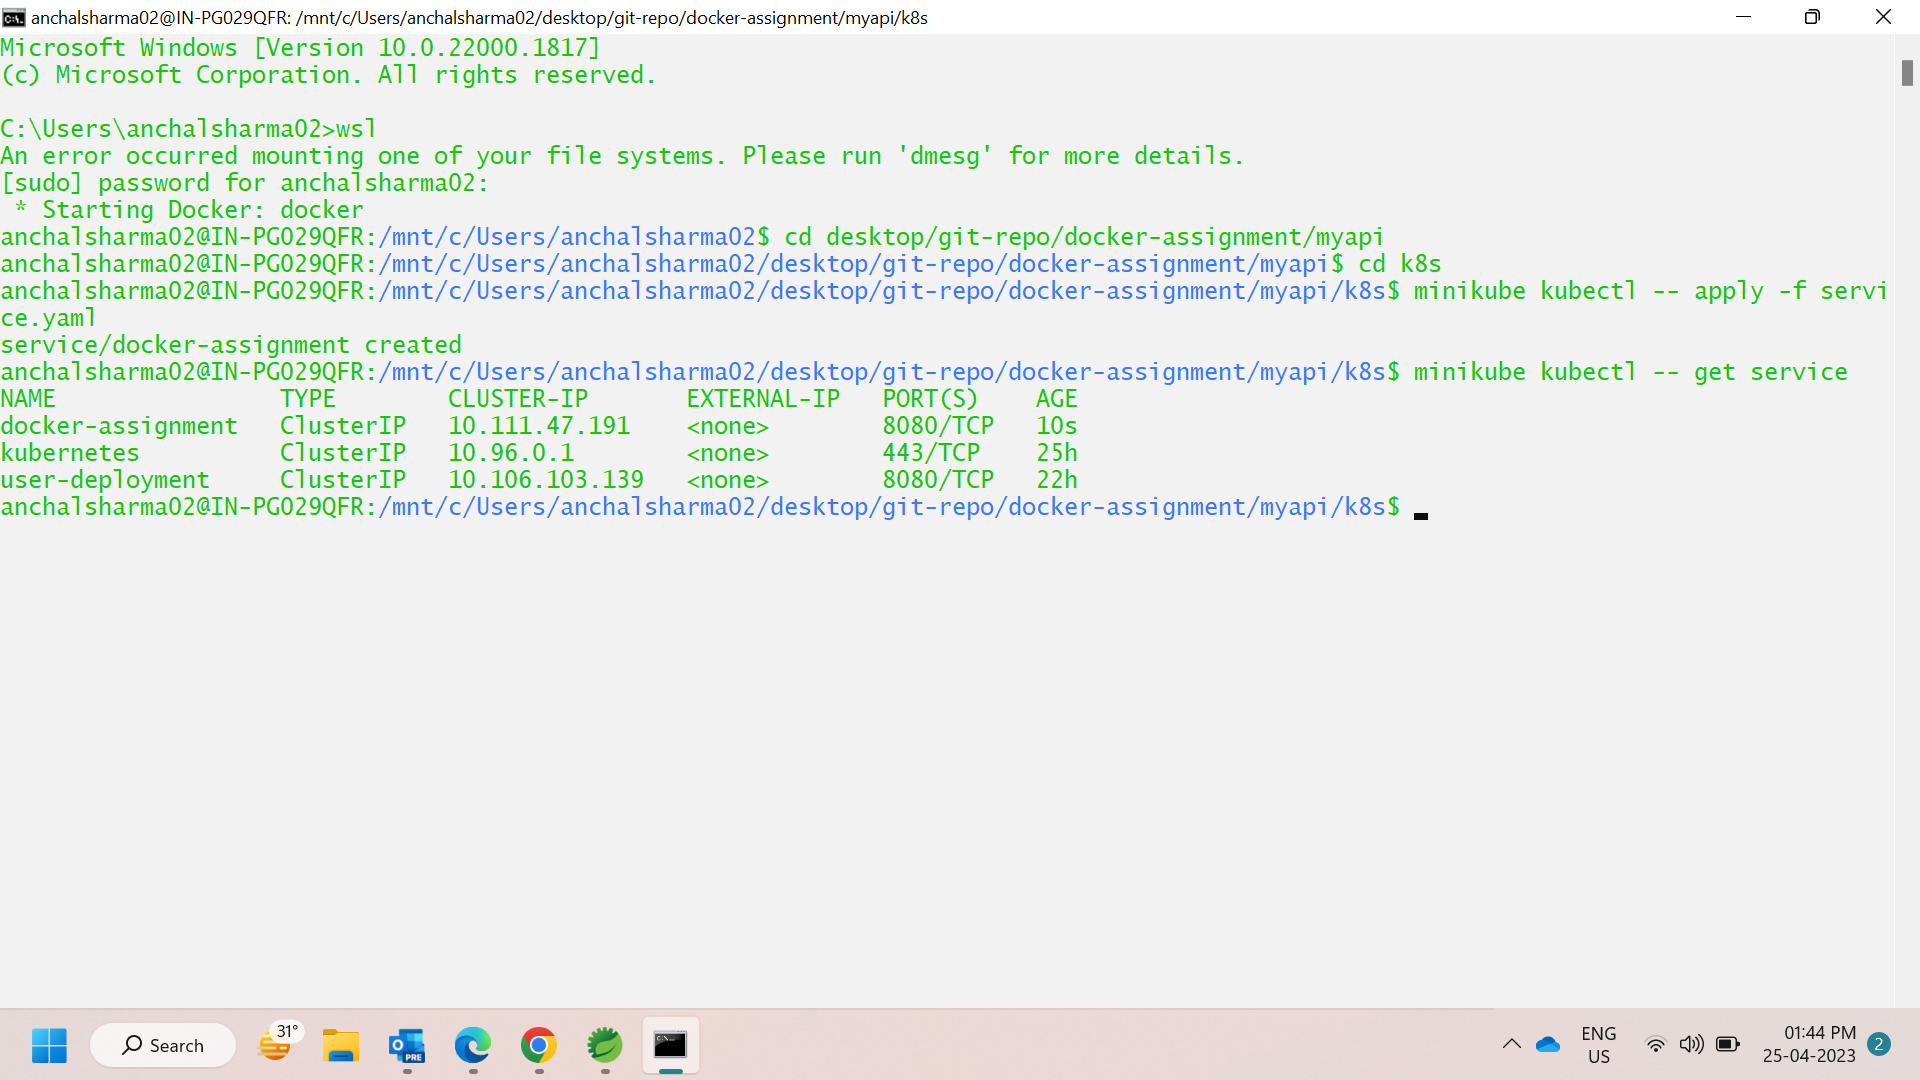 anchalsharma02@IN-PG029QFR: /mnt/c/Users/anchalsharma02/desktop/git-repo/docker-assignment/myapi/k8s
Microsoft Windows [Version 10.0.22000.1817]
(c) Microsoft Corporation. All rights reserved.
C:\Users\anchalsharma02>wsl
An error occurred mounting one of your file systems. Please run 'dmesg' for more details.
[sudo] password for anchalsharma02:
 * Starting Docker: docker
anchalsharma02@IN-PG029QFR:/mnt/c/Users/anchalsharma02$ cd desktop/git-repo/docker-assignment/myapi
anchalsharma02@IN-PG029QFR:/mnt/c/Users/anchalsharma02/desktop/git-repo/docker-assignment/myapi$ cd k8s
anchalsharma02@IN-PG029QFR:/mnt/c/Users/anchalsharma02/desktop/git-repo/docker-assignment/myapi/k8s$ minikube kubectl -- apply -f servi
ce.yaml
service/docker-assignment created
anchalsharma02@IN-PG029QFR:/mnt/c/Users/anchalsharma02/desktop/git-repo/docker-assignment/myapi/k8s$ minikube kubectl -- get service
NAME                TYPE        CLUSTER-IP       EXTERNAL-IP   PORT(S)    AGE
docker-assignment   ClusterIP   10.111.47.191    <none>        8080/TCP   10s
kubernetes          ClusterIP   10.96.0.1        <none>        443/TCP    25h
user-deployment     ClusterIP   10.106.103.139   <none>        8080/TCP   22h
anchalsharma02@IN-PG029QFR:/mnt/c/Users/anchalsharma02/desktop/git-repo/docker-assignment/myapi/k8s$
Search
31°
PRE
ENG
US
01:44 PM
25-04-2023
2